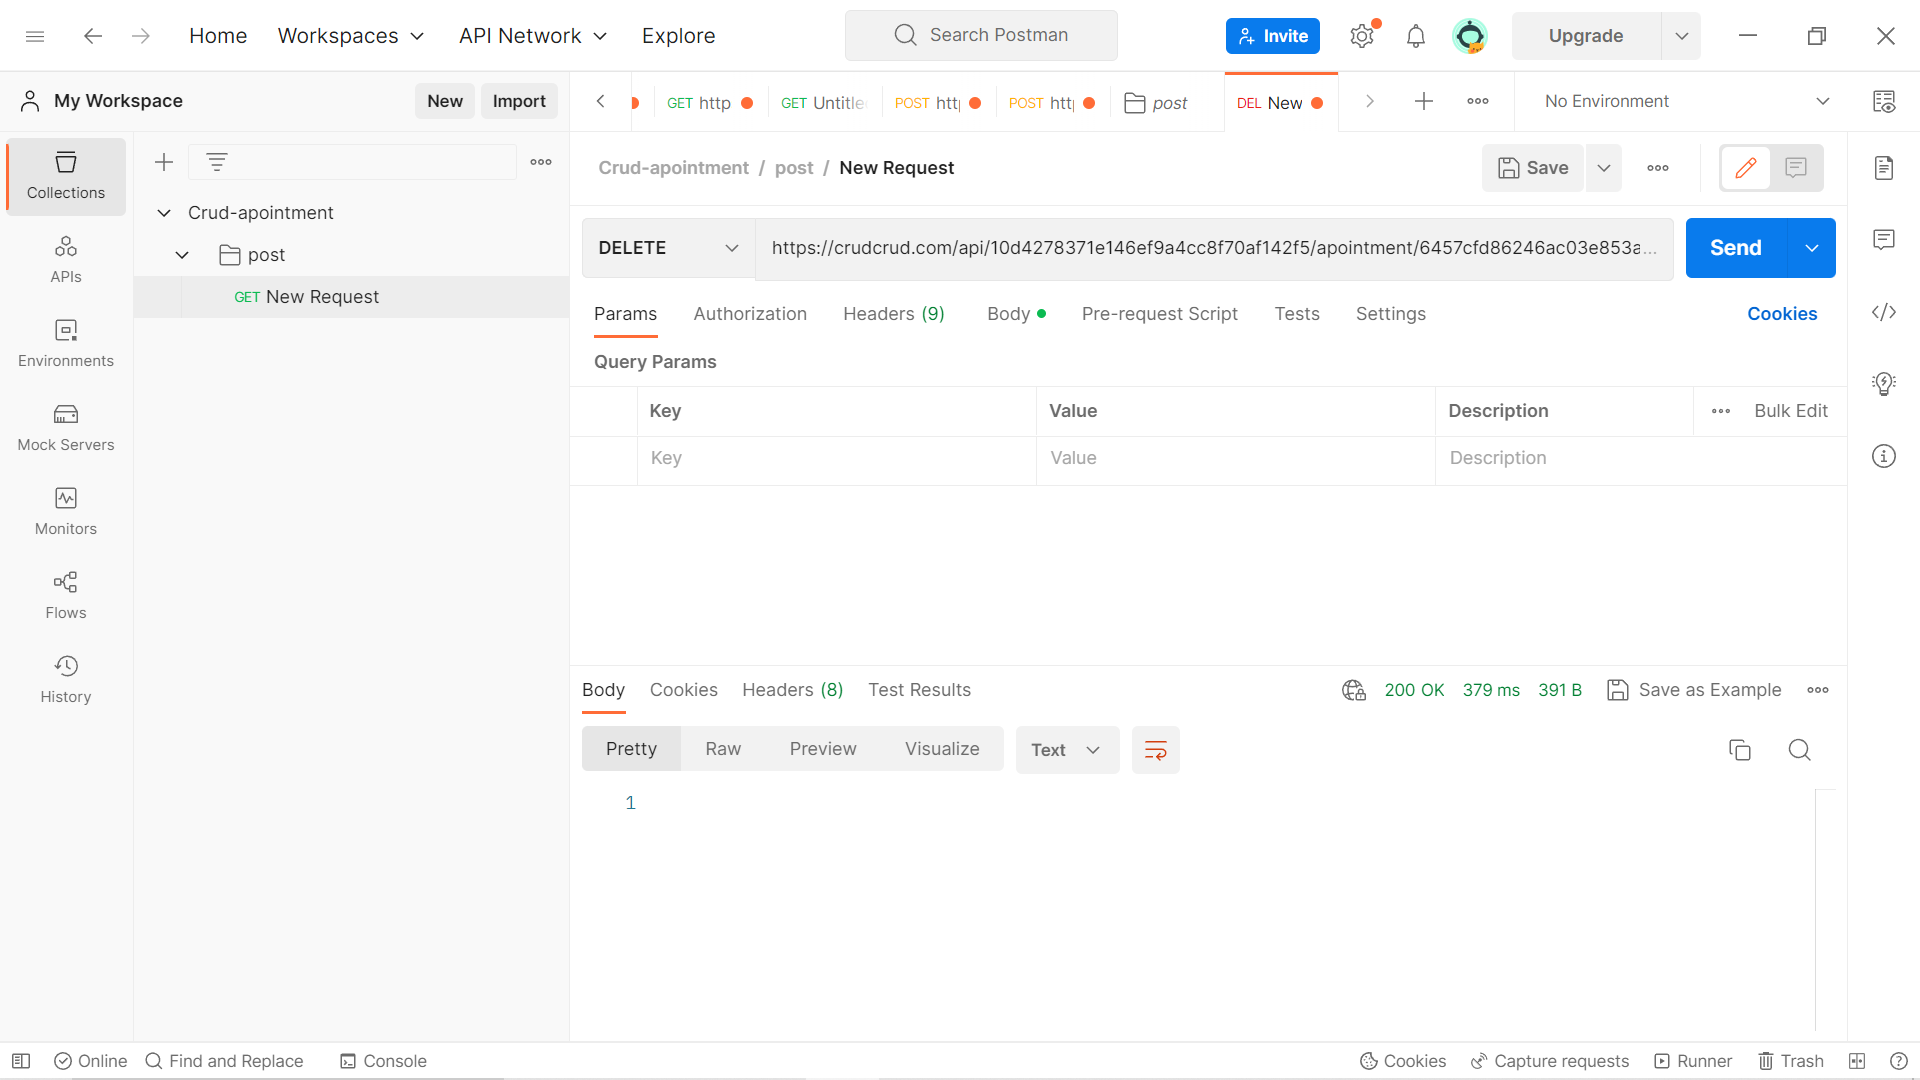 Home Workspaces API Network Explore Search Postman Invite Upgrade
My Workspace New Import GET http GET Untitle POST htt POST htt post DEL New No Environment
Crud-apointment / post / New Request Save
Collections
Crud-apointment
post
GET New Request
APIs
Environments
Mock Servers
Monitors
Flows
History
DELETE https://crudcrud.com/api/10d4278371e146ef9a4cc8f70af142f5/apointment/6457cfd86246ac03e853a... Send
Params Authorization Headers (9) Body Pre-request Script Tests Settings Cookies
Query Params
Key Value Description Bulk Edit
Key Value Description
Body Cookies Headers (8) Test Results 200 OK 379 ms 391 B Save as Example
Pretty Raw Preview Visualize Text
1
Online Find and Replace Console Cookies Capture requests Runner Trash